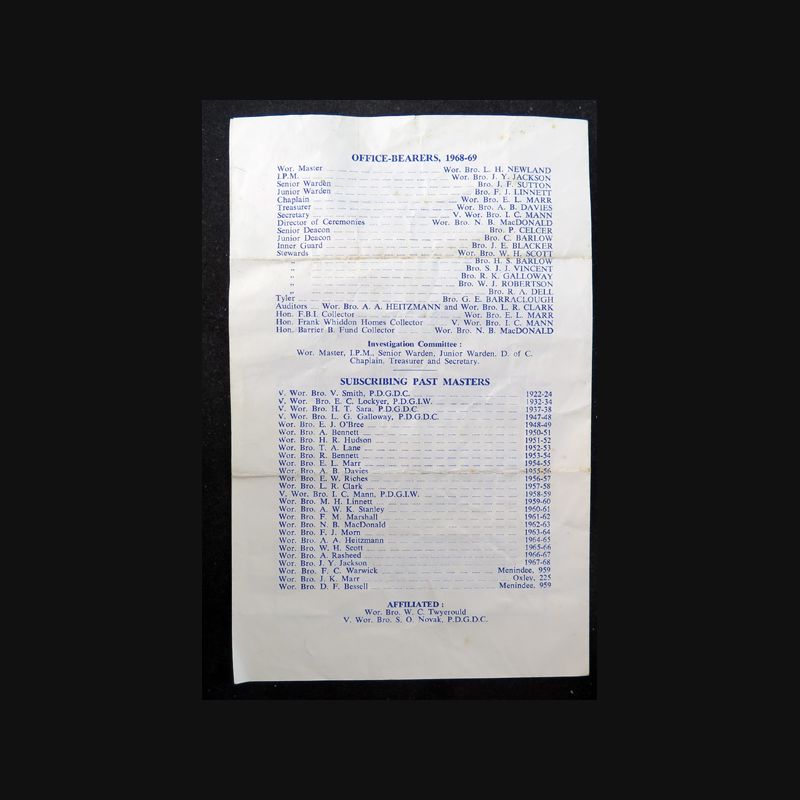 OFFICE-BEARERS, 1968-69
Wor. Master Wor. Bro. L. H. NEWLAND
I.P.M. Wor. Bro. J. Y. JACKSON
Senior Warden Bro. J. F. SUTTON
Junior Warden Bro. F. J. LINNETT
Chaplain Wor. Bro. E. L. MARR
Treasurer Wor. Bro. A. B. DAVIES
Secretary V. Wor. Bro. I. C. MANN
Director of Ceremonies Wor. Bro. N. B. MacDONALD
Senior Deacon Bro. P. CELCER
Junior Deacon Bro. C. BARLOW
Inner Guard Bro. J. E. BLACKER
Stewards Wor. Bro. W. H. SCOTT
„ Bro. H. S. BARLOW
„ Bro. S. J. J. VINCENT
„ Bro. R. K. GALLOWAY
„ Bro. W. J. ROBERTSON
„ Bro. R. A. DELL
Tyler Bro. G. E. BARRACLOUGH
Auditors Wor. Bro. A. A. HEITZMANN and Wor. Bro. L. R. CLARK
Hon. F.B.I. Collector Wor. Bro. E. L. MARR
Hon. Frank Whiddon Homes Collector V. Wor. Bro. I. C. MANN
Hon. Barrier B. Fund Collector Wor. Bro. N. B. MacDONALD
Investigation Committee :
Wor. Master, I.P.M., Senior Warden, Junior Warden, D. of C.
Chaplain, Treasurer and Secretary.
SUBSCRIBING PAST MASTERS
V. Wor. Bro. V. Smith, P.D.G.D.C. 1922-24
V. Wor. Bro. E. C. Lockyer, P.D.G.I.W. 1932-34
V. Wor. Bro. H. T. Sara, P.D.G.D.C 1937-38
V. Wor. Bro. L. G. Galloway, P.D.G.D.C. 1947-48
Wor. Bro. E. J. O'Bree 1948-49
Wor. Bro. A. Bennett 1950-51
Wor. Bro. H. R. Hudson 1951-52
Wor. Bro. T. A. Lane 1952-53
Wor. Bro. R. Bennett 1953-54
Wor. Bro. E. L. Marr 1954-55
Wor. Bro. A. B. Davies 1955-56
Wor. Bro. E. W. Riches 1956-57
Wor. Bro. L. R. Clark 1957-58
V. Wor. Bro. I. C. Mann, P.D.G.I.W. 1958-59
Wor. Bro. M. H. Linnett 1959-60
Wor. Bro. A. W. K. Stanley 1960-61
Wor. Bro. F. M. Marshall 1961-62
Wor. Bro. N. B. MacDonald 1962-63
Wor. Bro. F. J. Morn 1963-64
Wor. Bro. A. A. Heitzmann 1964-65
Wor. Bro. W. H. Scott 1965-66
Wor. Bro. A. Rasheed 1966-67
Wor. Bro. J. Y. Jackson 1967-68
Wor. Bro. F. C. Warwick Menindee, 959
Wor. Bro. J. K. Marr Oxley, 225
Wor. Bro. D. F. Bessell Menindee, 959
AFFILIATED :
Wor. Bro. W. C. Twyerould
V. Wor. Bro. S. O. Novak, P.D.G.D.C.